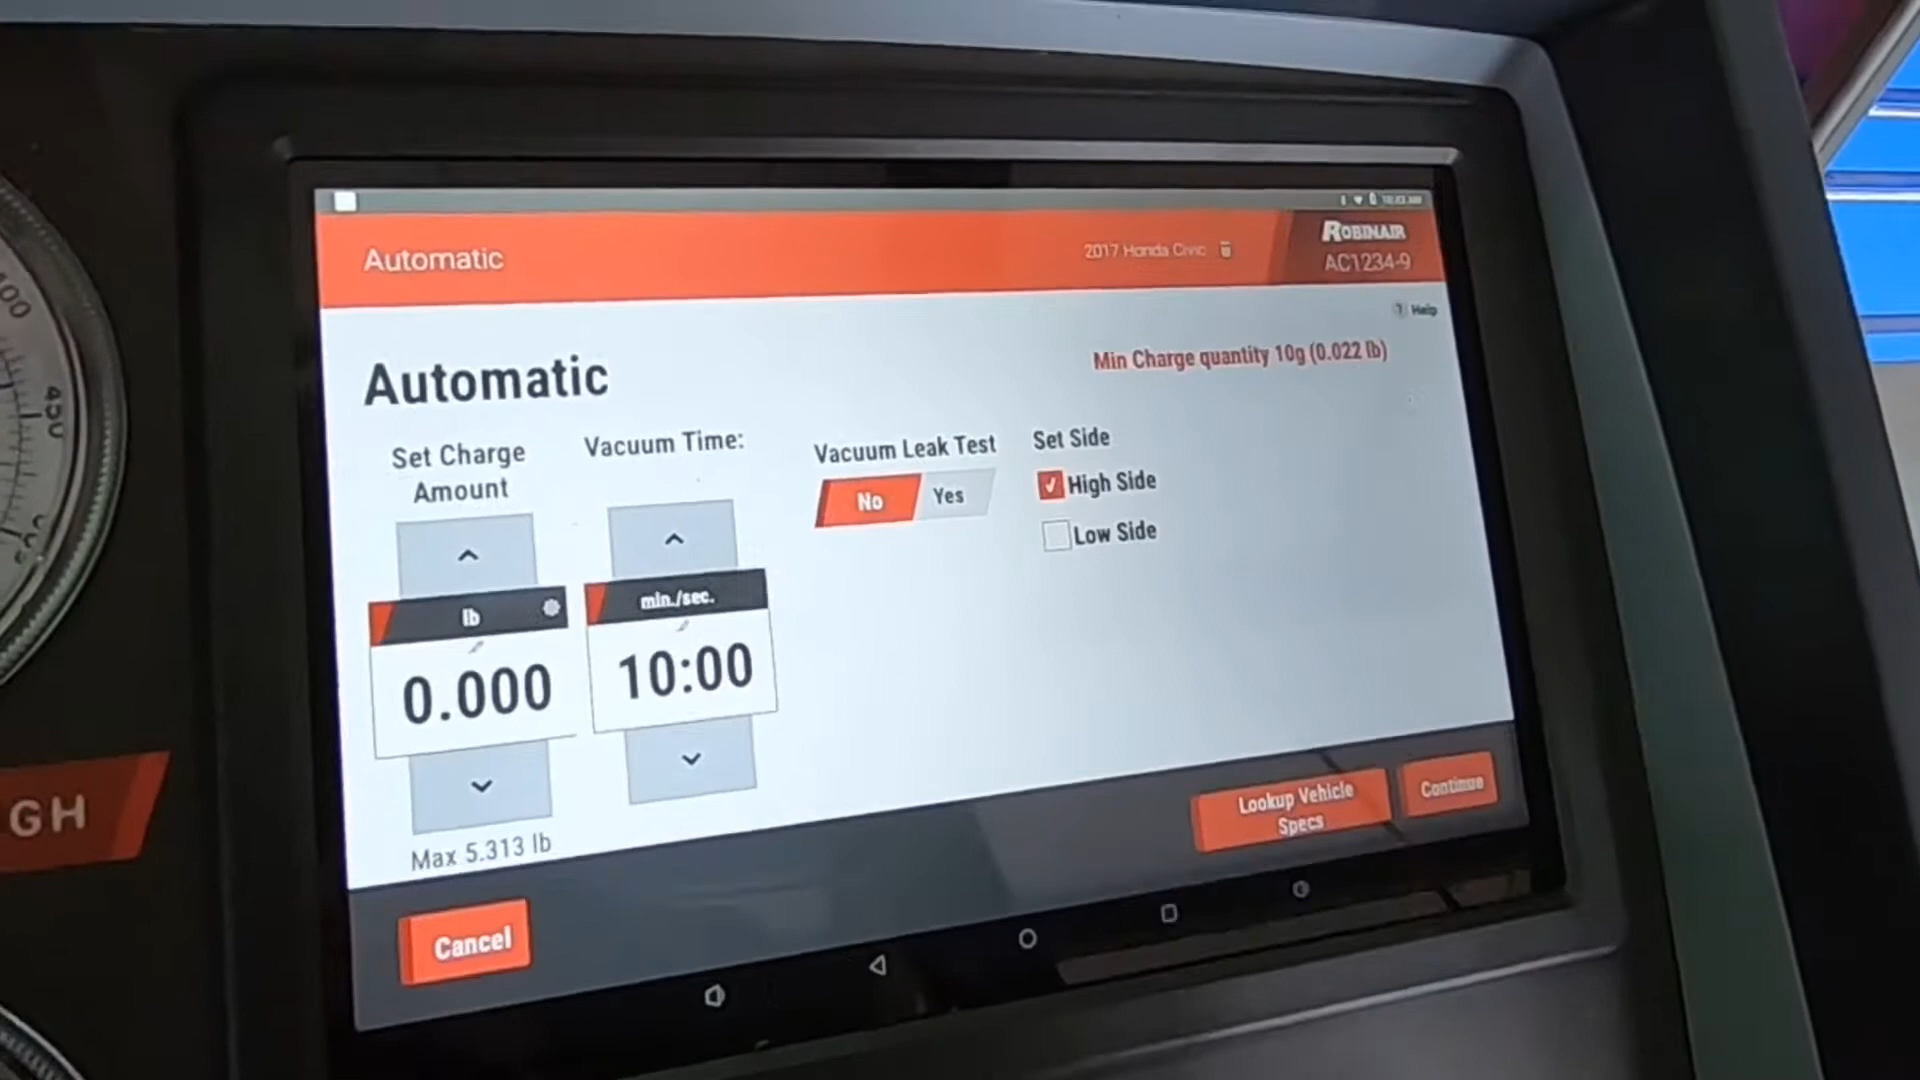 Automatic
2017 Honda Civic
ROBINAIR
AC1234-9
Help
Automatic
Min Charge quantity 10g (0.022 lb)
Set Charge
Amount
Vacuum Time:
Vacuum Leak Test
No
Yes
Set Side
High Side
Low Side
lb
0.000
min./sec.
10:00
Max 5.313 lb
Lookup Vehicle
Specs
Continue
Cancel
400
450
GH